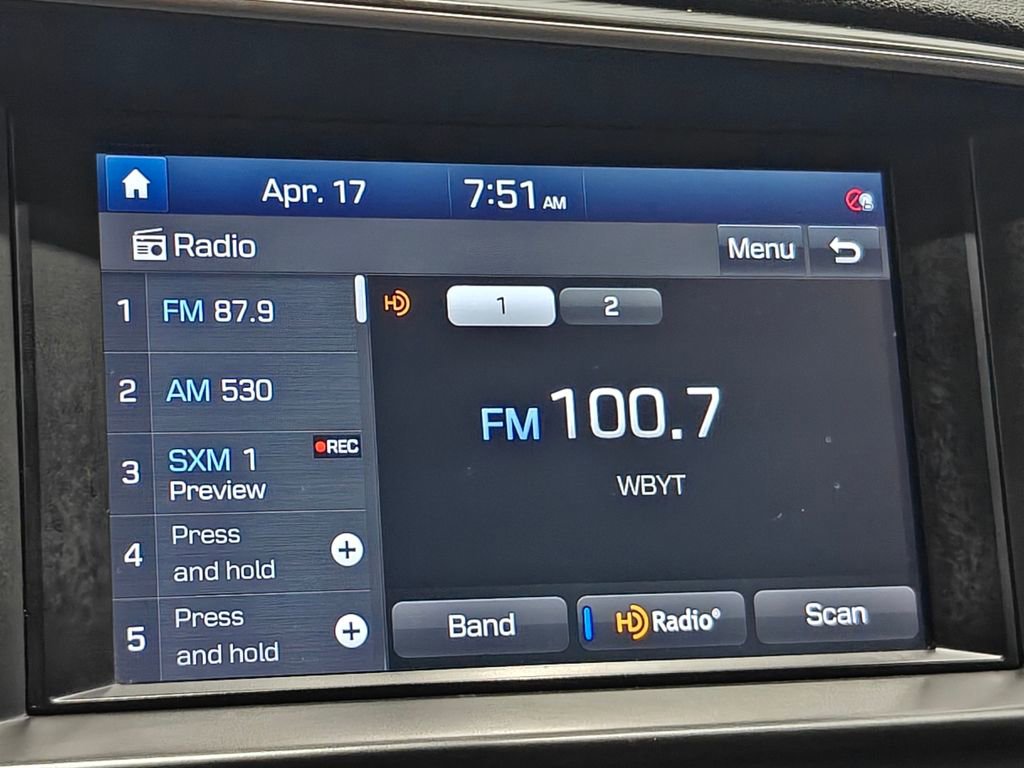 Apr. 17 7:51 AM
Radio Menu
1 FM 87.9
2 AM 530
3 SXM 1 REC
Preview
4 Press
and hold
5 Press
and hold
HD 1 2
FM 100.7
WBYT
Band HD Radio® Scan